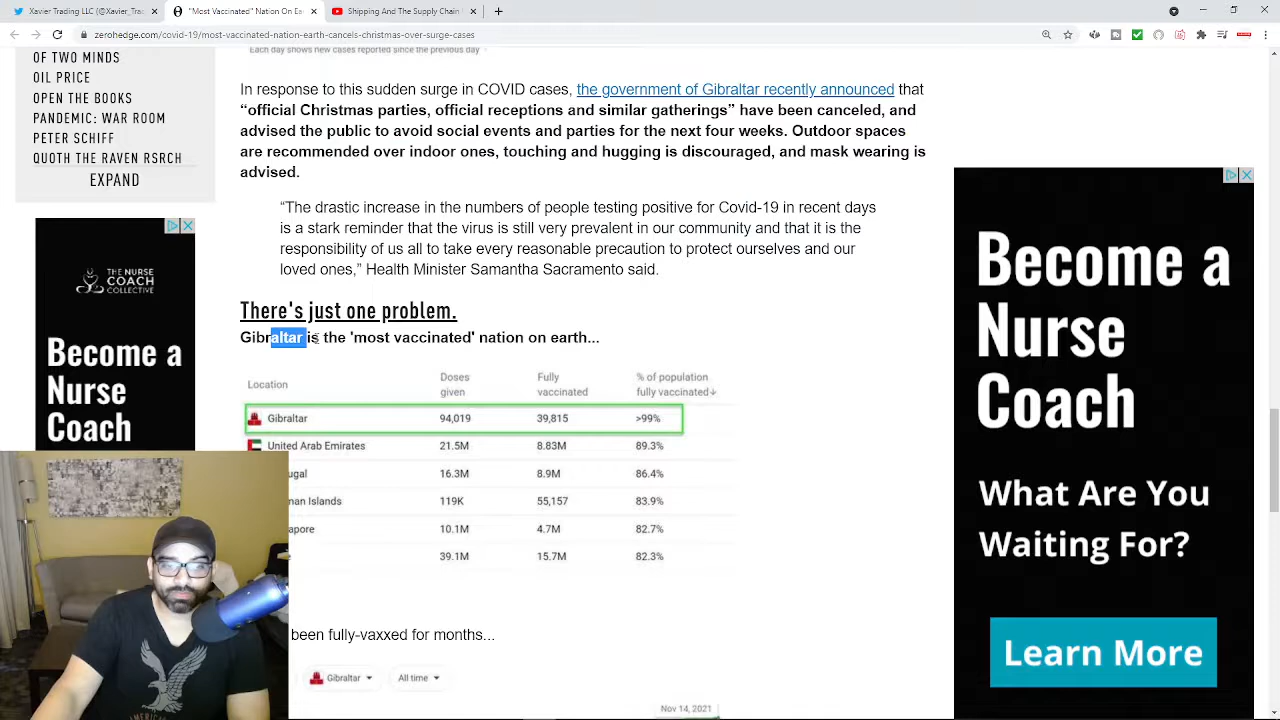 Xavier Trading LLC (@Xavier_Trac
"Most Vaccinated" Nation On Ea
Shopping And Eating The Supply
zerohedge.com/covid-19/most-vaccinated-nation-earth-cancels-christmas-over-surge-cases
OF TWO MINDS
OIL PRICE
OPEN THE BOOKS
PANDEMIC: WAR ROOM
PETER SCHIFF
QUOTH THE RAVEN RSRCH
EXPAND
THE NURSE
COACH
COLLECTIVE
Become a
Nurse
Coach
Each day shows new cases reported since the previous day
In response to this sudden surge in COVID cases, the government of Gibraltar recently announced that
“official Christmas parties, official receptions and similar gatherings” have been canceled, and
advised the public to avoid social events and parties for the next four weeks. Outdoor spaces
are recommended over indoor ones, touching and hugging is discouraged, and mask wearing is
advised.
“The drastic increase in the numbers of people testing positive for Covid-19 in recent days
is a stark reminder that the virus is still very prevalent in our community and that it is the
responsibility of us all to take every reasonable precaution to protect ourselves and our
loved ones,” Health Minister Samantha Sacramento said.
There's just one problem.
Gibraltar is the 'most vaccinated' nation on earth...
Location Doses given Fully vaccinated % of population fully vaccinated↓
Gibraltar 94,019 39,815 >99%
United Arab Emirates 21.5M 8.83M 89.3%
ugal 16.3M 8.9M 86.4%
man Islands 119K 55,157 83.9%
apore 10.1M 4.7M 82.7%
39.1M 15.7M 82.3%
been fully-vaxxed for months...
Gibraltar All time
Nov 14, 2021
Become a
Nurse
Coach
What Are You
Waiting For?
Learn More
AMERICAN